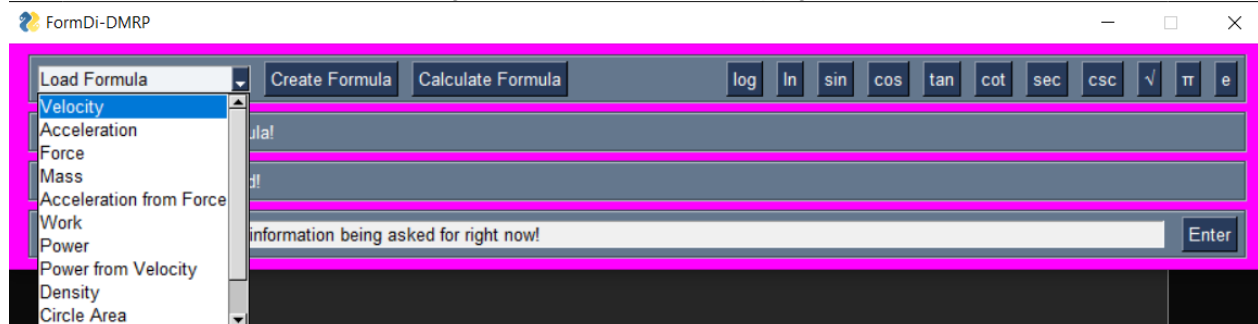 FormDi-DMRP
Load Formula Create Formula Calculate Formula log ln sin cos tan cot sec csc √ π e
Velocity
Acceleration ula!
Force
Mass d!
Acceleration from Force
Work
Power information being asked for right now! Enter
Power from Velocity
Density
Circle Area